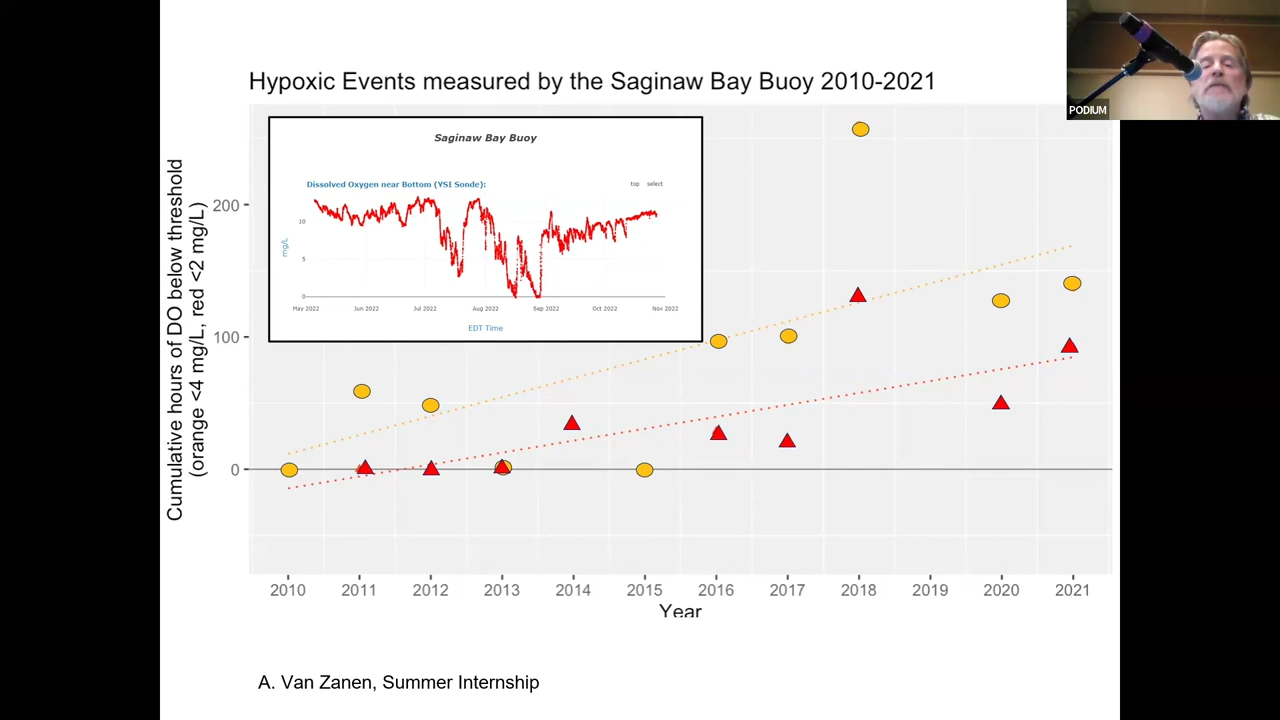 Hypoxic Events measured by the Saginaw Bay Buoy 2010-2021
PODIUM
Saginaw Bay Buoy
Dissolved Oxygen near Bottom (YSI Sonde):
top select
10
5
0
mg/L
May 2022 Jun 2022 Jul 2022 Aug 2022 Sep 2022 Oct 2022 Nov 2022
EDT Time
Cumulative hours of DO below threshold
(orange <4 mg/L, red <2 mg/L)
200
100
0
2010 2011 2012 2013 2014 2015 2016 2017 2018 2019 2020 2021
Year
A. Van Zanen, Summer Internship